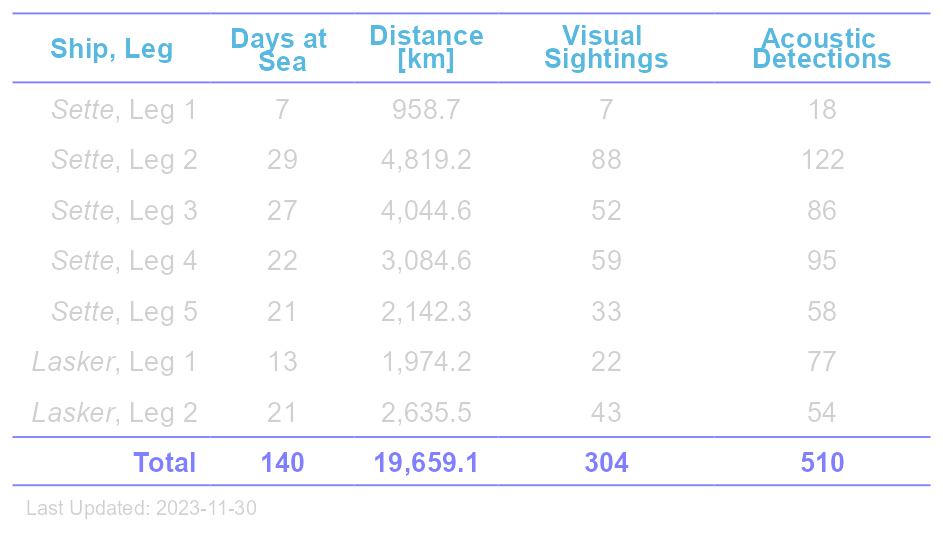 Ship, Leg Days at Sea Distance [km] Visual Sightings Acoustic Detections
Sette, Leg 1 7 958.7 7 18
Sette, Leg 2 29 4,819.2 88 122
Sette, Leg 3 27 4,044.6 52 86
Sette, Leg 4 22 3,084.6 59 95
Sette, Leg 5 21 2,142.3 33 58
Lasker, Leg 1 13 1,974.2 22 77
Lasker, Leg 2 21 2,635.5 43 54
Total 140 19,659.1 304 510
Last Updated: 2023-11-30